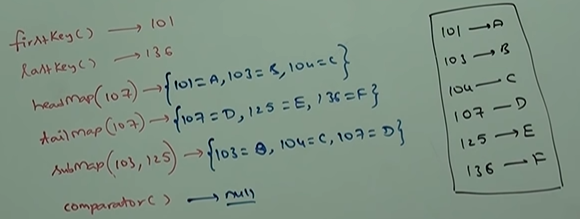 firstKey() → 101
lastKey() → 136
headMap(107) → {101=A, 103=B, 104=C}
tailMap(107) → {107=D, 125=E, 136=F}
subMap(103, 125) → {103=B, 104=C, 107=D}
comparator() → null
101 → A
103 → B
104 — C
107 — D
125 → E
136 — F